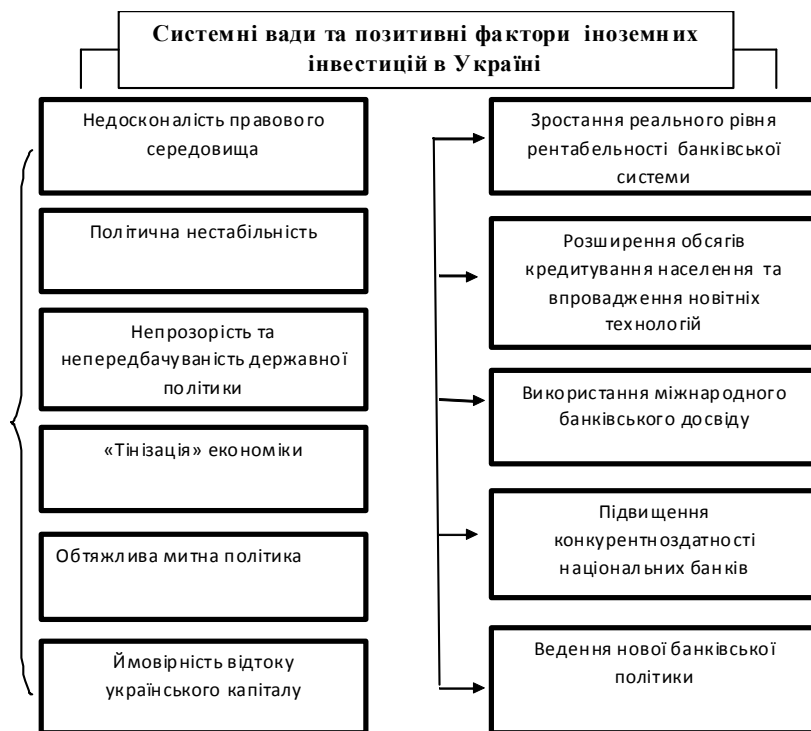 Системні вади та позитивні фактори іноземних
інвестицій в Україні
Недосконалість правового
середовища
Політична нестабільність
Непрозорість та
непередбачуваність державної
політики
«Тінізація» економіки
Обтяжлива митна політика
Ймовірність відтоку
українського капіталу
Зростання реального рівня
рентабельності банківської
системи
Розширення обсягів
кредитування населення та
впровадження новітніх
технологій
Використання міжнародного
банківського досвіду
Підвищення
конкурентноздатності
національних банків
Ведення нової банківської
політики